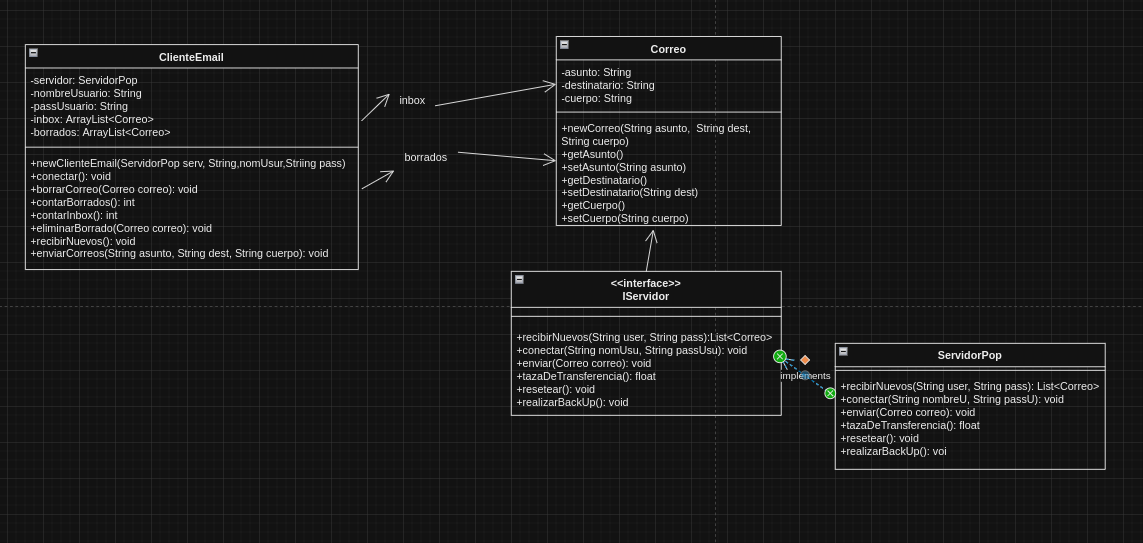 ClienteEmail
-servidor: ServidorPop
-nombreUsuario: String
-passUsuario: String
-inbox: ArrayList<Correo>
-borrados: ArrayList<Correo>
+newClienteEmail(ServidorPop serv, String,nomUsur,Striing pass)
+conectar(): void
+borrarCorreo(Correo correo): void
+contarBorrados(): int
+contarInbox(): int
+eliminarBorrado(Correo correo): void
+recibirNuevos(): void
+enviarCorreos(String asunto, String dest, String cuerpo): void
inbox
borrados
Correo
-asunto: String
-destinatario: String
-cuerpo: String
+newCorreo(String asunto, String dest,
String cuerpo)
+getAsunto()
+setAsunto(String asunto)
+getDestinatario()
+setDestinatario(String dest)
+getCuerpo()
+setCuerpo(String cuerpo)
<<interface>>
IServidor
+recibirNuevos(String user, String pass):List<Correo>
+conectar(String nomUsu, String passUsu): void
+enviar(Correo correo): void
+tazaDeTransferencia(): float
+resetear(): void
+realizarBackUp(): void
implements
ServidorPop
+recibirNuevos(String user, String pass): List<Correo>
+conectar(String nombreU, String passU): void
+enviar(Correo correo): void
+tazaDeTransferencia(): float
+resetear(): void
+realizarBackUp(): voi